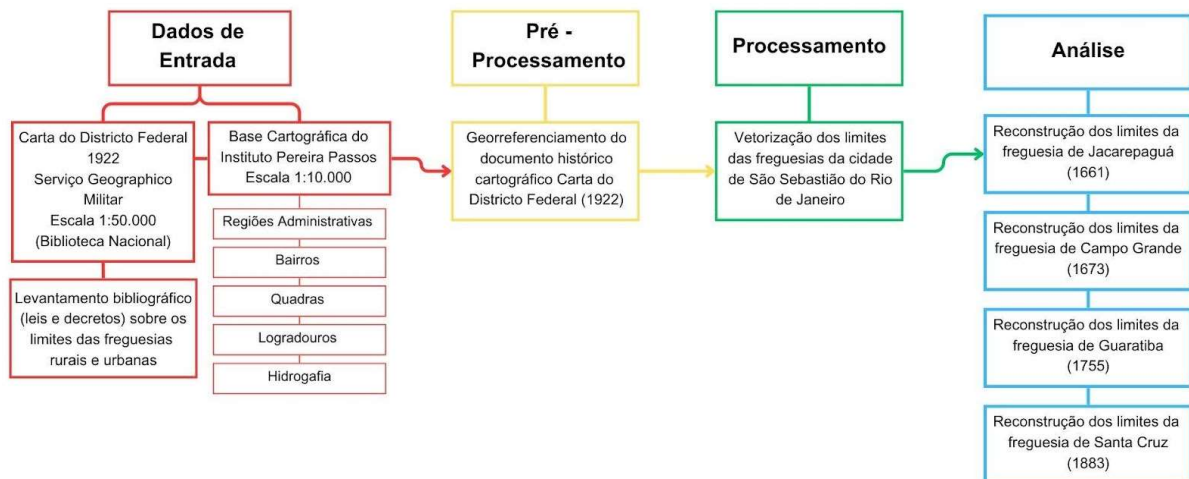 Dados de
Entrada
Carta do Districto Federal
1922
Serviço Geographico
Militar
Escala 1:50.000
(Biblioteca Nacional)
Levantamento bibliográfico
(leis e decretos) sobre os
limites das freguesias
rurais e urbanas
Base Cartográfica do
Instituto Pereira Passos
Escala 1:10.000
Regiões Administrativas
Bairros
Quadras
Logradouros
Hidrogafia
Pré -
Processamento
Georreferenciamento do
documento histórico
cartográfico Carta do
Districto Federal (1922)
Processamento
Vetorização dos limites
das freguesias da cidade
de São Sebastião do Rio
de Janeiro
Análise
Reconstrução dos limites da
freguesia de Jacarepaguá
(1661)
Reconstrução dos limites da
freguesia de Campo Grande
(1673)
Reconstrução dos limites da
freguesia de Guaratiba
(1755)
Reconstrução dos limites da
freguesia de Santa Cruz
(1883)